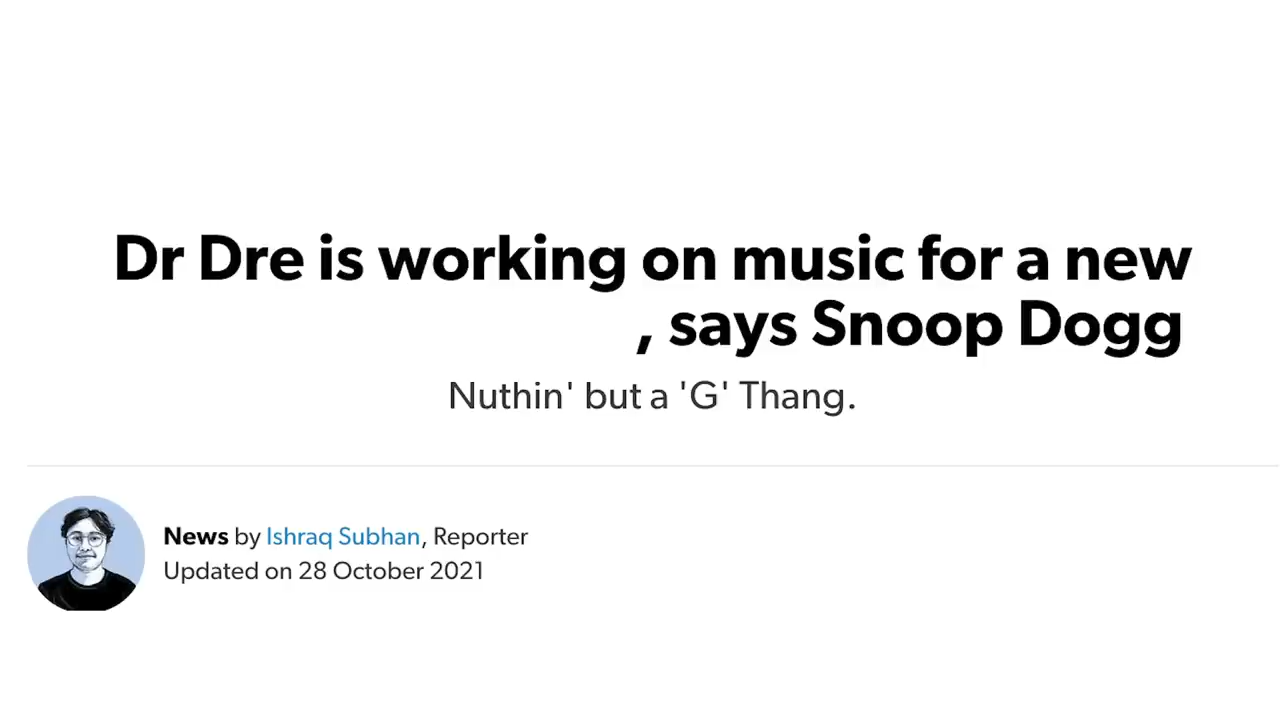 Dr Dre is working on music for a new
, says Snoop Dogg
Nuthin' but a 'G' Thang.
News by Ishraq Subhan, Reporter
Updated on 28 October 2021